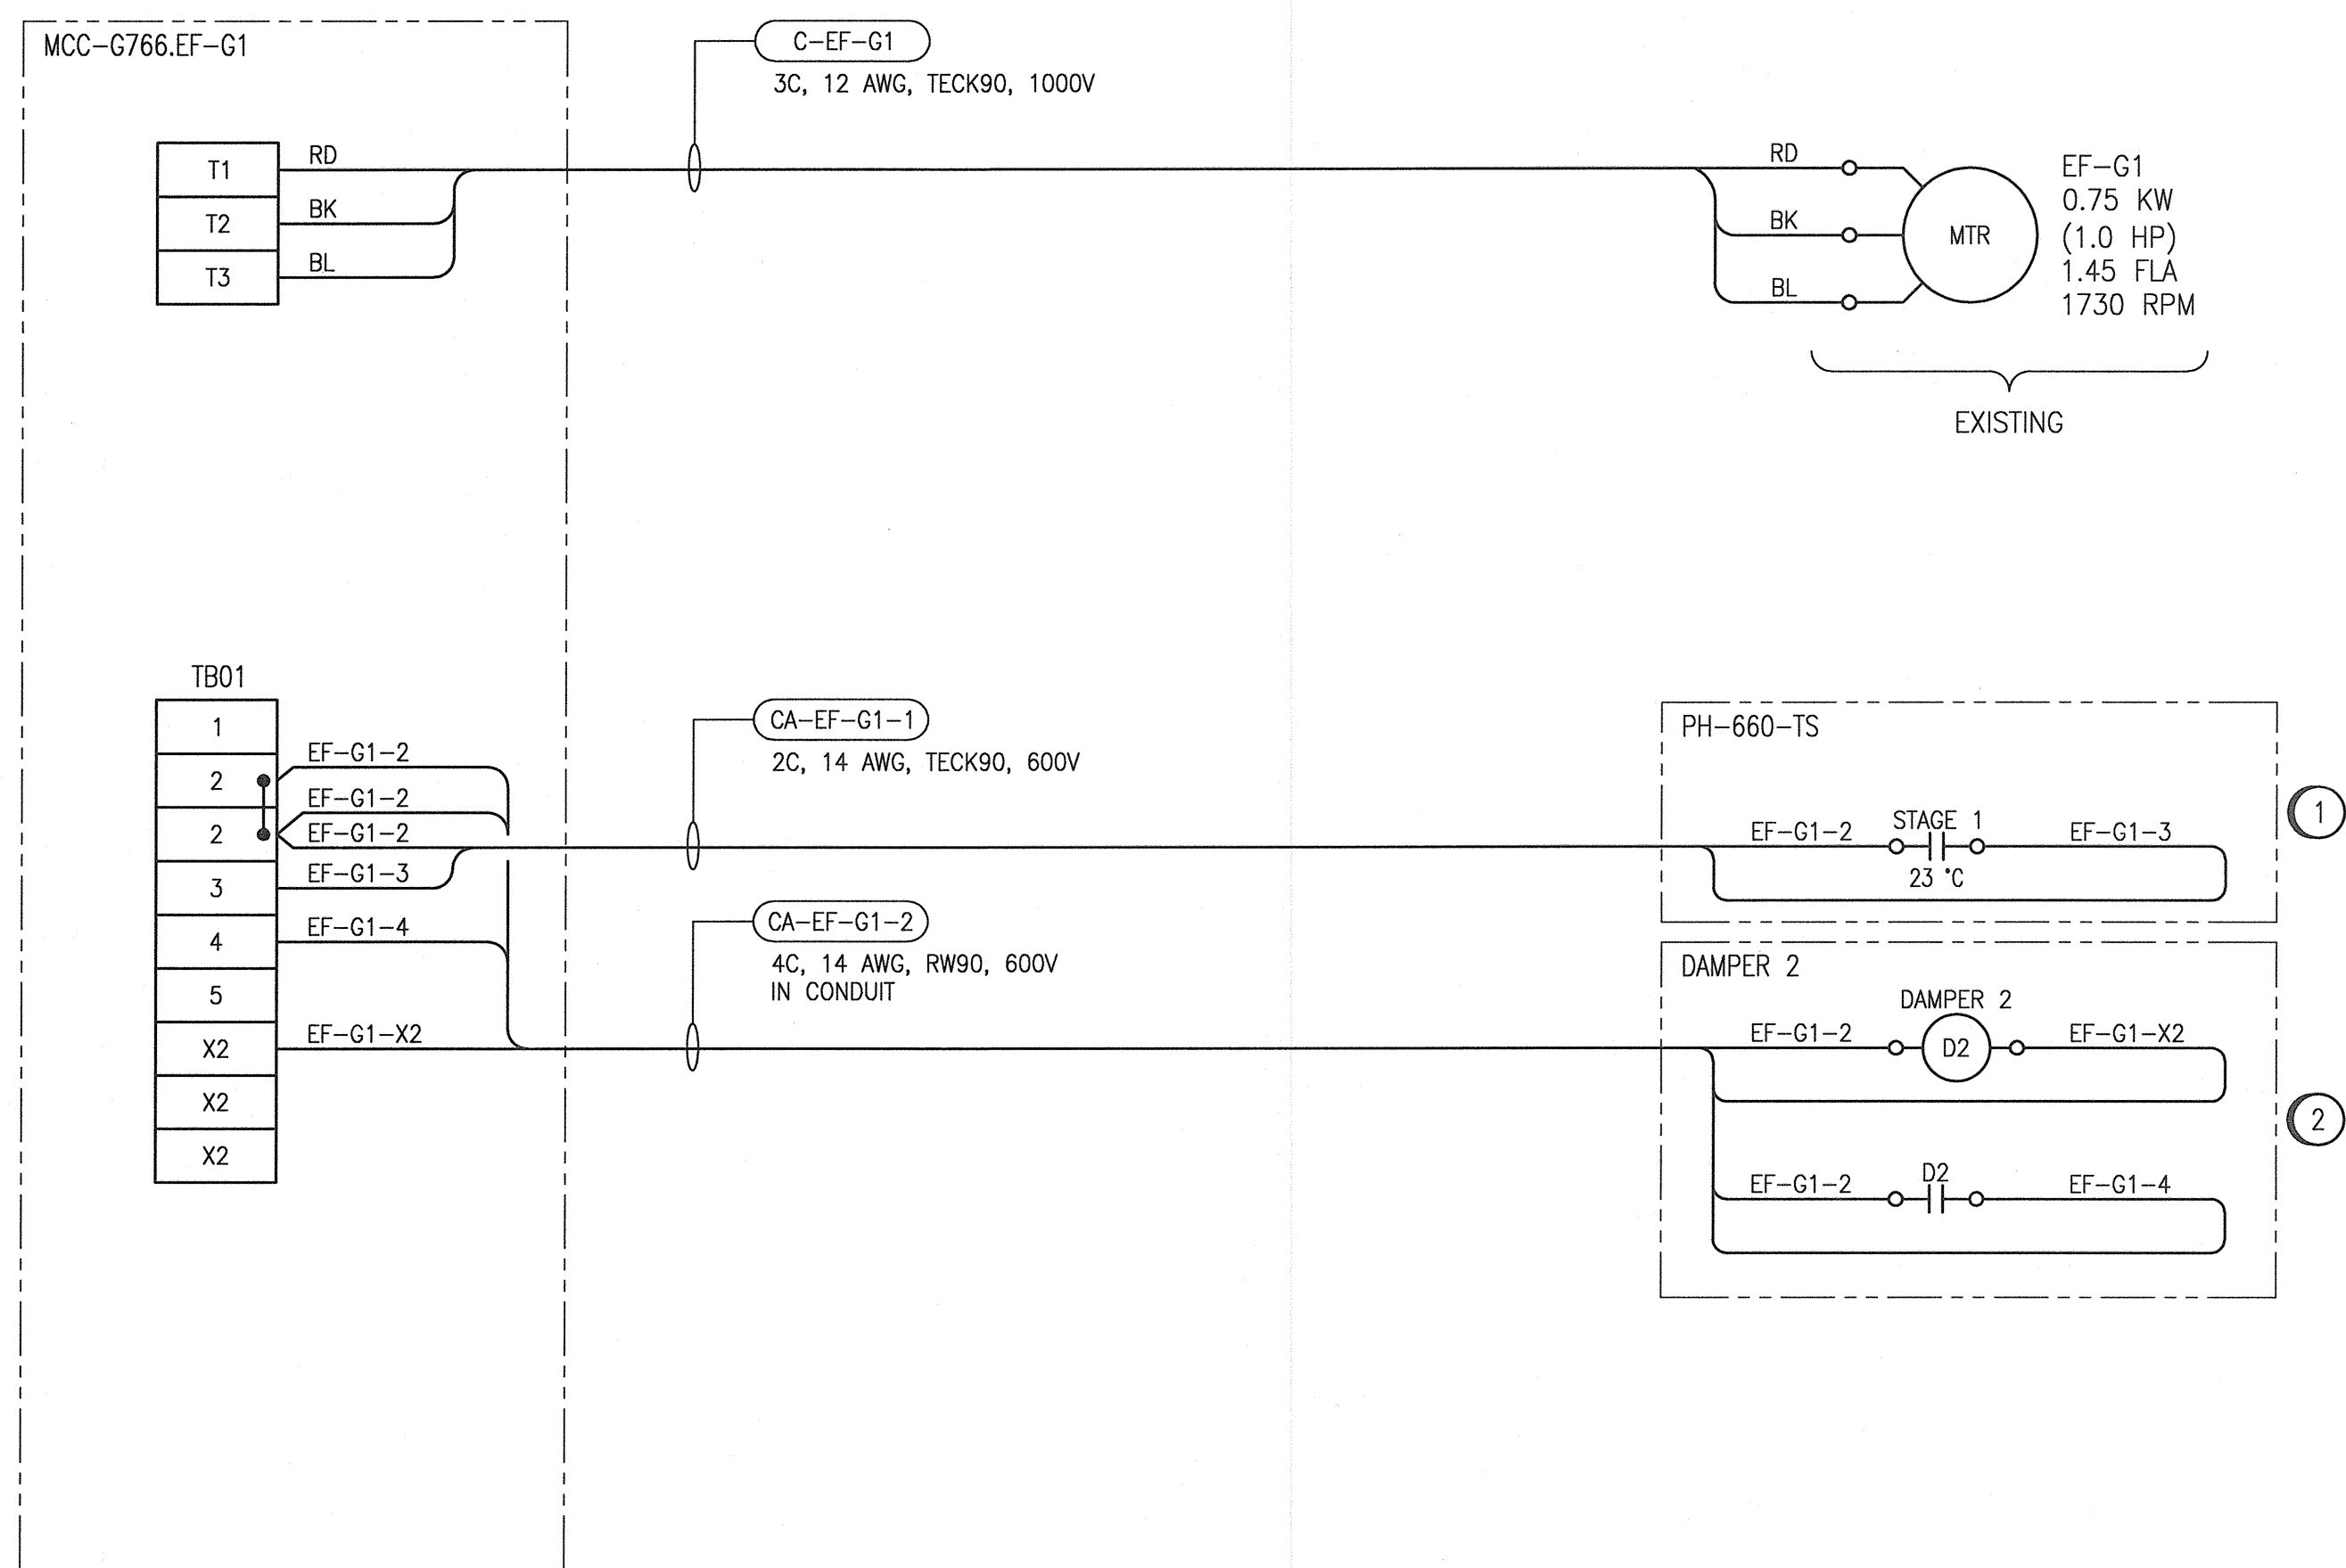 MCC-G766.EF-G1
C-EF-G1
3C, 12 AWG, TECK90, 1000V
T1
RD
T2
BK
T3
BL
RD
BK
BL
MTR
EF-G1
0.75 KW
(1.0 HP)
1.45 FLA
1730 RPM
EXISTING
TB01
1
2
2
3
4
5
X2
X2
X2
EF-G1-2
EF-G1-2
EF-G1-2
EF-G1-3
EF-G1-4
EF-G1-X2
CA-EF-G1-1
2C, 14 AWG, TECK90, 600V
CA-EF-G1-2
4C, 14 AWG, RW90, 600V
IN CONDUIT
PH-660-TS
EF-G1-2
STAGE 1
23 °C
EF-G1-3
1
DAMPER 2
DAMPER 2
EF-G1-2
D2
EF-G1-X2
2
EF-G1-2
D2
EF-G1-4